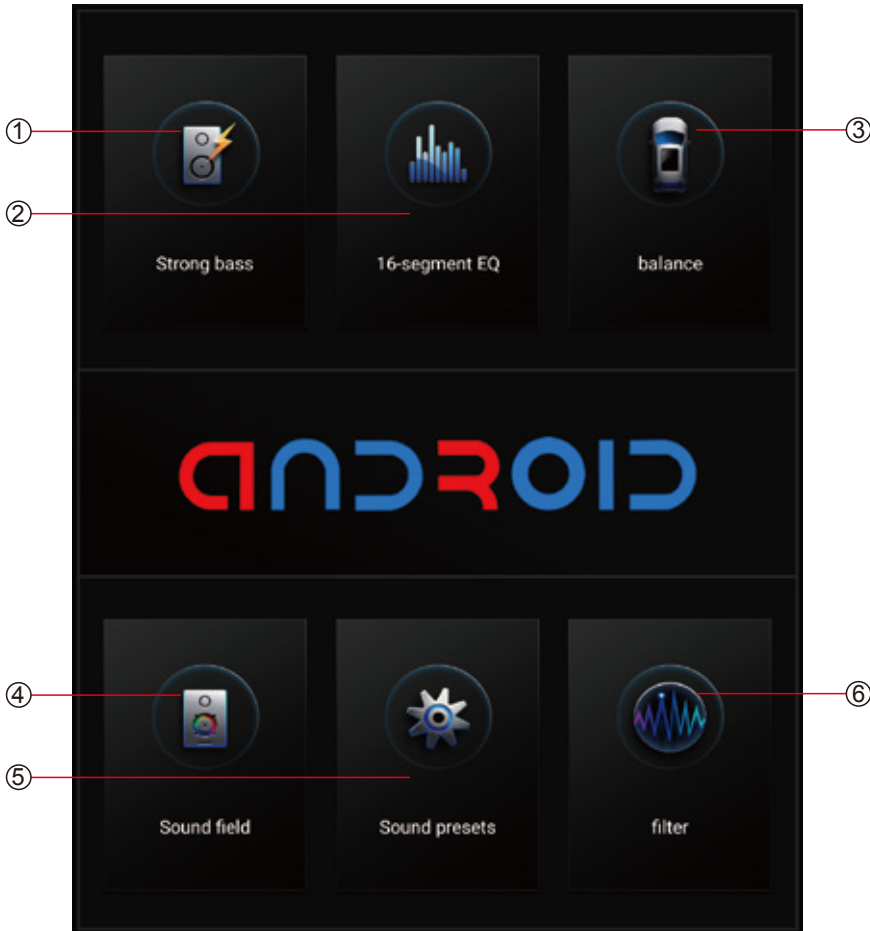 ① ② ③
Strong bass 16-segment EQ balance
ANDROID
④ ⑤ ⑥
Sound field Sound presets filter